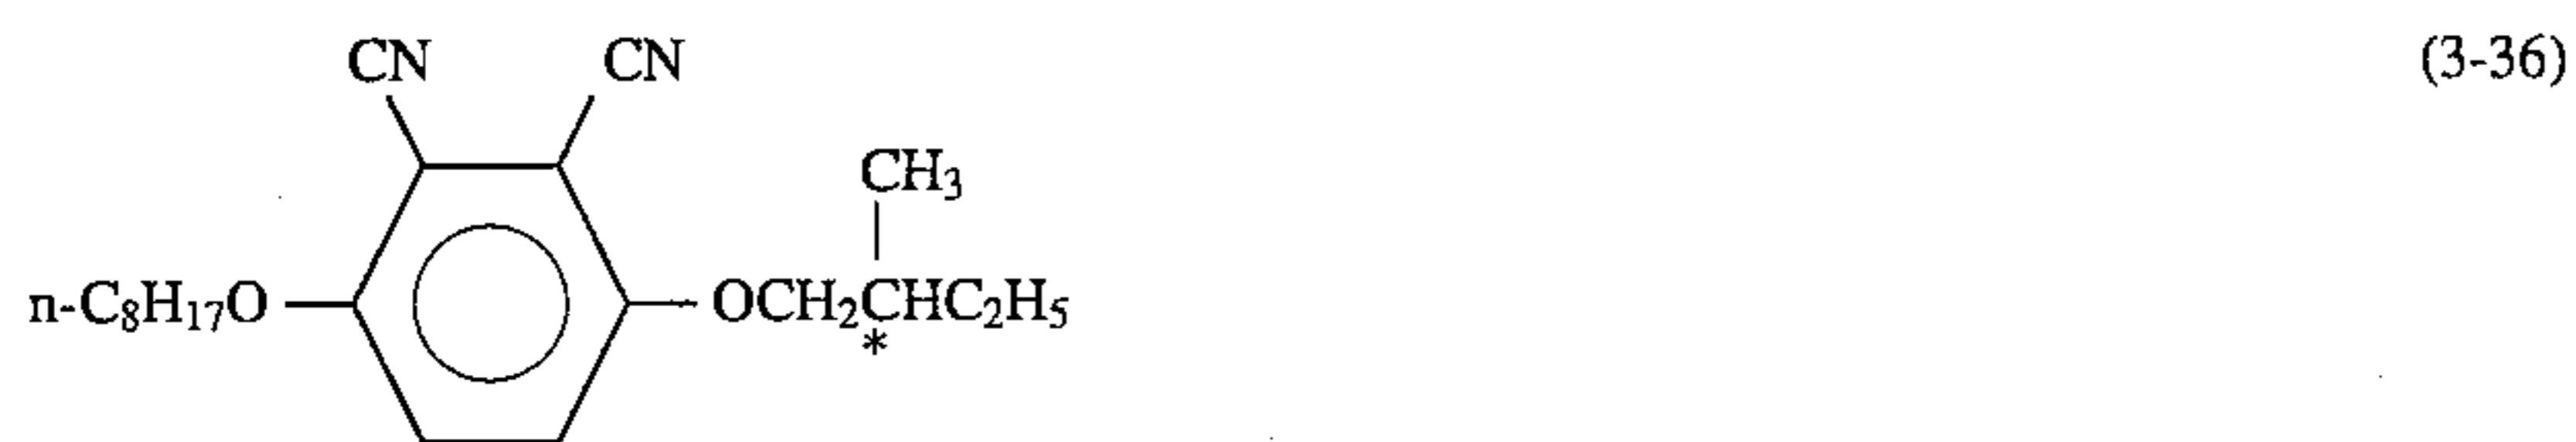 CN CN (3-36)
CH₃
n-C₈H₁₇O OCH₂CHC₂H₅
*